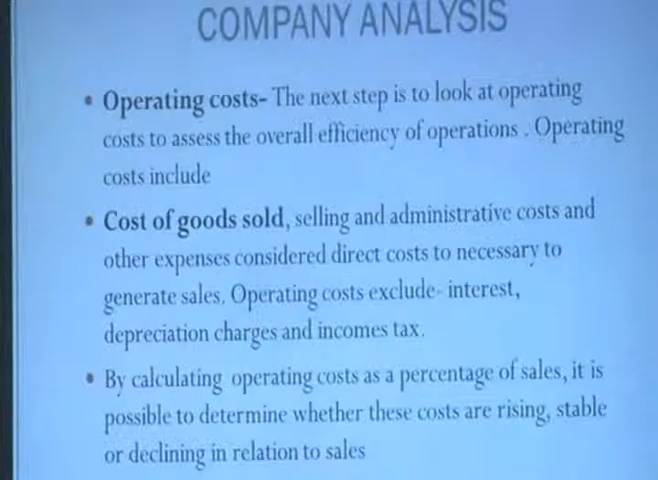 COMPANY ANALYSIS
• Operating costs- The next step is to look at operating
costs to assess the overall efficiency of operations . Operating
costs include
• Cost of goods sold, selling and administrative costs and
other expenses considered direct costs to necessary to
generate sales. Operating costs exclude- interest,
depreciation charges and incomes tax.
• By calculating operating costs as a percentage of sales, it is
possible to determine whether these costs are rising, stable
or declining in relation to sales